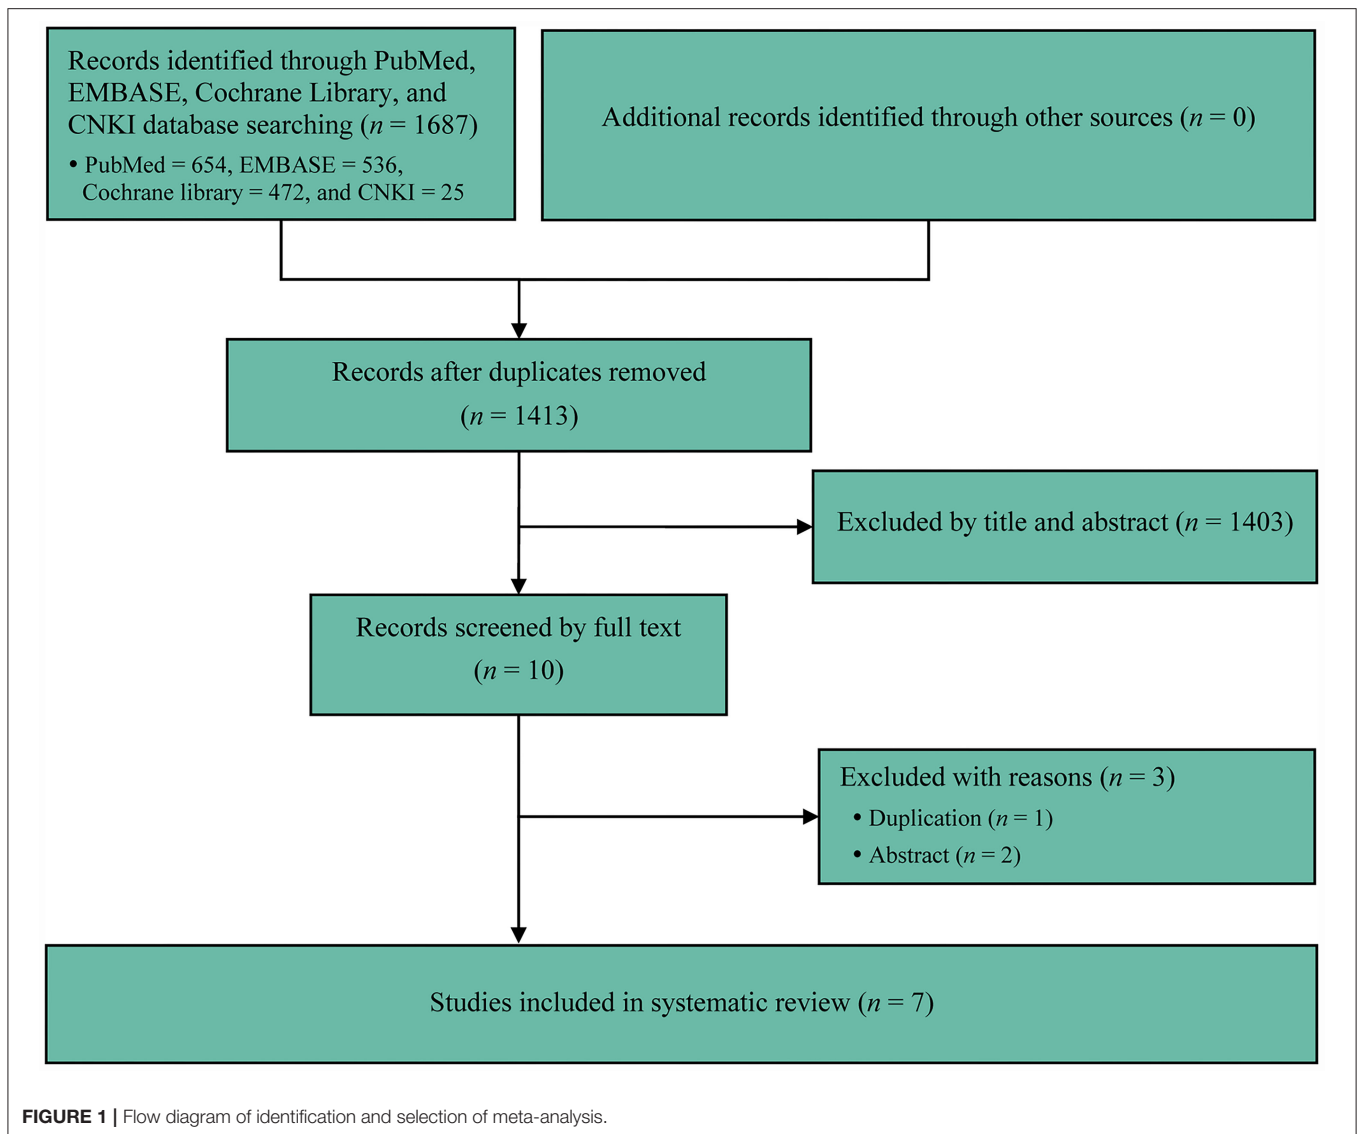 Records identified through PubMed,
EMBASE, Cochrane Library, and
CNKI database searching (n = 1687)
• PubMed = 654, EMBASE = 536,
Cochrane library = 472, and CNKI = 25
Additional records identified through other sources (n = 0)
Records after duplicates removed
(n = 1413)
Excluded by title and abstract (n = 1403)
Records screened by full text
(n = 10)
Excluded with reasons (n = 3)
• Duplication (n = 1)
• Abstract (n = 2)
Studies included in systematic review (n = 7)
FIGURE 1 | Flow diagram of identification and selection of meta-analysis.